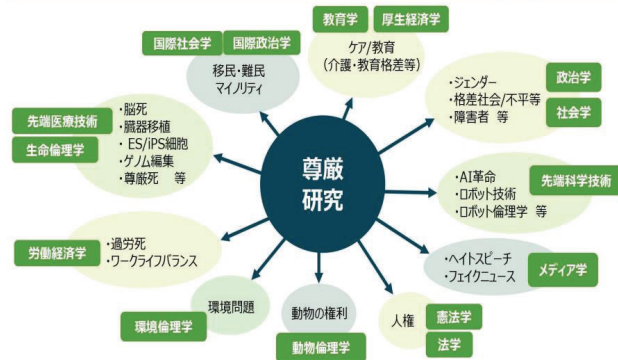 教育学
厚生経済学
ケア/教育
(介護・教育格差等)
国際社会学
国際政治学
移民・難民
マイノリティ
・ジェンダー
・格差社会/不平等
・障害者 等
政治学
社会学
先端医療技術
生命倫理学
・脳死
・臓器移植
・ES/iPS細胞
・ゲノム編集
・尊厳死 等
尊厳
研究
・AI革命
・ロボット技術
・ロボット倫理学 等
先端科学技術
労働経済学
・過労死
・ワークライフバランス
・ヘイトスピーチ
・フェイクニュース
メディア学
環境問題
環境倫理学
動物の権利
動物倫理学
人権
憲法学
法学